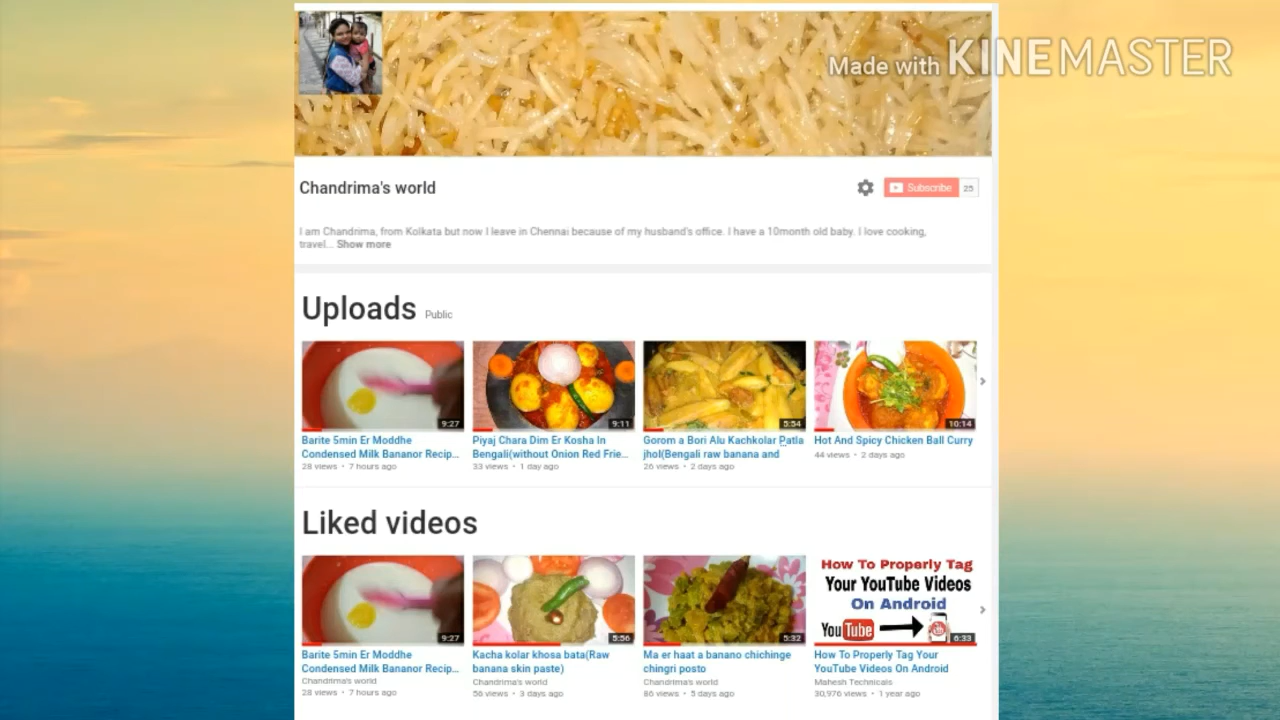 Made with KINEMASTER
Chandrima's world
Subscribe 25
I am Chandrima, from Kolkata but now I leave in Chennai because of my husband's office. I have a 10month old baby. I love cooking,
travel... Show more
Uploads Public
9:27 9:11 5:54 10:14
Barite 5min Er Moddhe
Condensed Milk Bananor Recip...
28 views • 7 hours ago
Piyaj Chara Dim Er Kosha In
Bengali(without Onion Red Frie...
33 views • 1 day ago
Gorom a Bori Alu Kachkolar Patla
jhol(Bengali raw banana and
26 views • 2 days ago
Hot And Spicy Chicken Ball Curry
44 views • 2 days ago
Liked videos
How To Properly Tag
Your YouTube Videos
On Android
YouTube
9:27 5:56 5:32 6:33
Barite 5min Er Moddhe
Condensed Milk Bananor Recip...
Chandrima's world
28 views • 7 hours ago
Kacha kolar khosa bata(Raw
banana skin paste)
Chandrima's world
56 views • 3 days ago
Ma er haat a banano chichinge
chingri posto
Chandrima's world
86 views • 5 days ago
How To Properly Tag Your
YouTube Videos On Android
Mahesh Technicals
30,976 views • 1 year ago